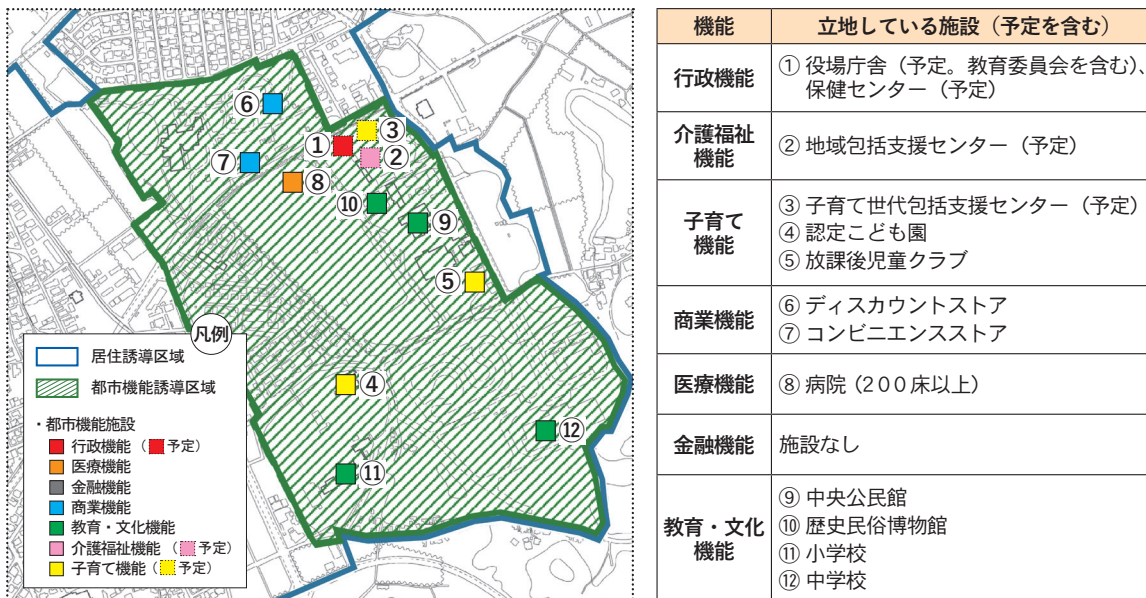 ⑥
③
①
②
⑦
⑧
⑩
⑨
⑤
④
⑫
⑪
凡例
居住誘導区域
都市機能誘導区域
・都市機能施設
行政機能（予定）
医療機能
金融機能
商業機能
教育・文化機能
介護福祉機能（予定）
子育て機能（予定）
機能 立地している施設（予定を含む）
行政機能
① 役場庁舎（予定。教育委員会を含む）、
保健センター（予定）
介護福祉
機能
② 地域包括支援センター（予定）
子育て
機能
③ 子育て世代包括支援センター（予定）
④ 認定こども園
⑤ 放課後児童クラブ
商業機能
⑥ ディスカウントストア
⑦ コンビニエンスストア
医療機能
⑧ 病院（200床以上）
金融機能
施設なし
教育・文化
機能
⑨ 中央公民館
⑩ 歴史民俗博物館
⑪ 小学校
⑫ 中学校